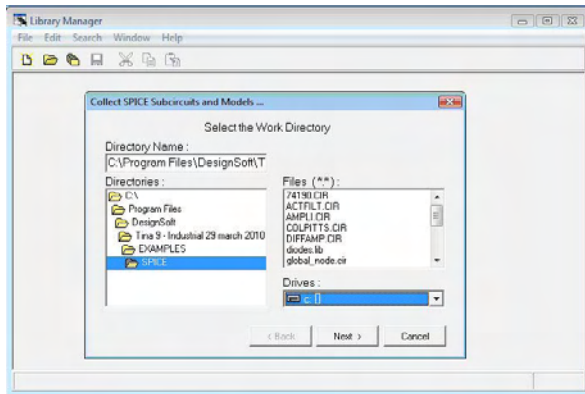 Library Manager
File Edit Search Window Help
Collect SPICE Subcircuits and Models ...
Select the Work Directory
Directory Name :
C:\Program Files\DesignSoft\T
Directories :
C:\
Program Files
DesignSoft
Tina 9 - Industrial 29 march 2010
EXAMPLES
SPICE
Files (*.*) :
74190.CIR
ACTFILT.CIR
AMPLI.CIR
COLPITTS.CIR
DIFFAMP.CIR
diodes.lib
global_node.cir
Drives :
c: []
< Back Next > Cancel